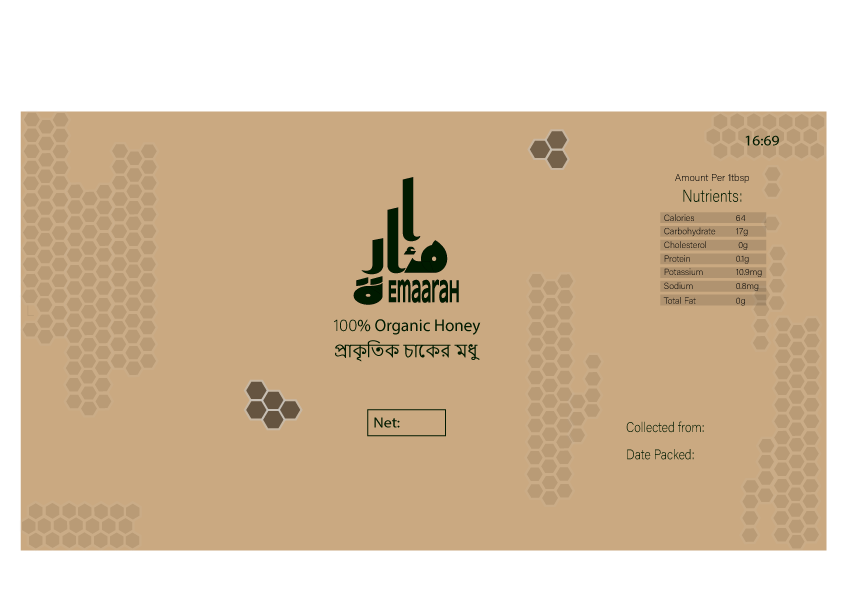 16:69
Amount Per 1tbsp
Nutrients:
Calories 64
Carbohydrate 17g
Cholesterol 0g
Protein 0.1g
Potassium 10.9mg
Sodium 0.8mg
Total Fat 0g
EMaaraH
100% Organic Honey
প্রাকৃতিক চাকের মধু
Net:
Collected from:
Date Packed: